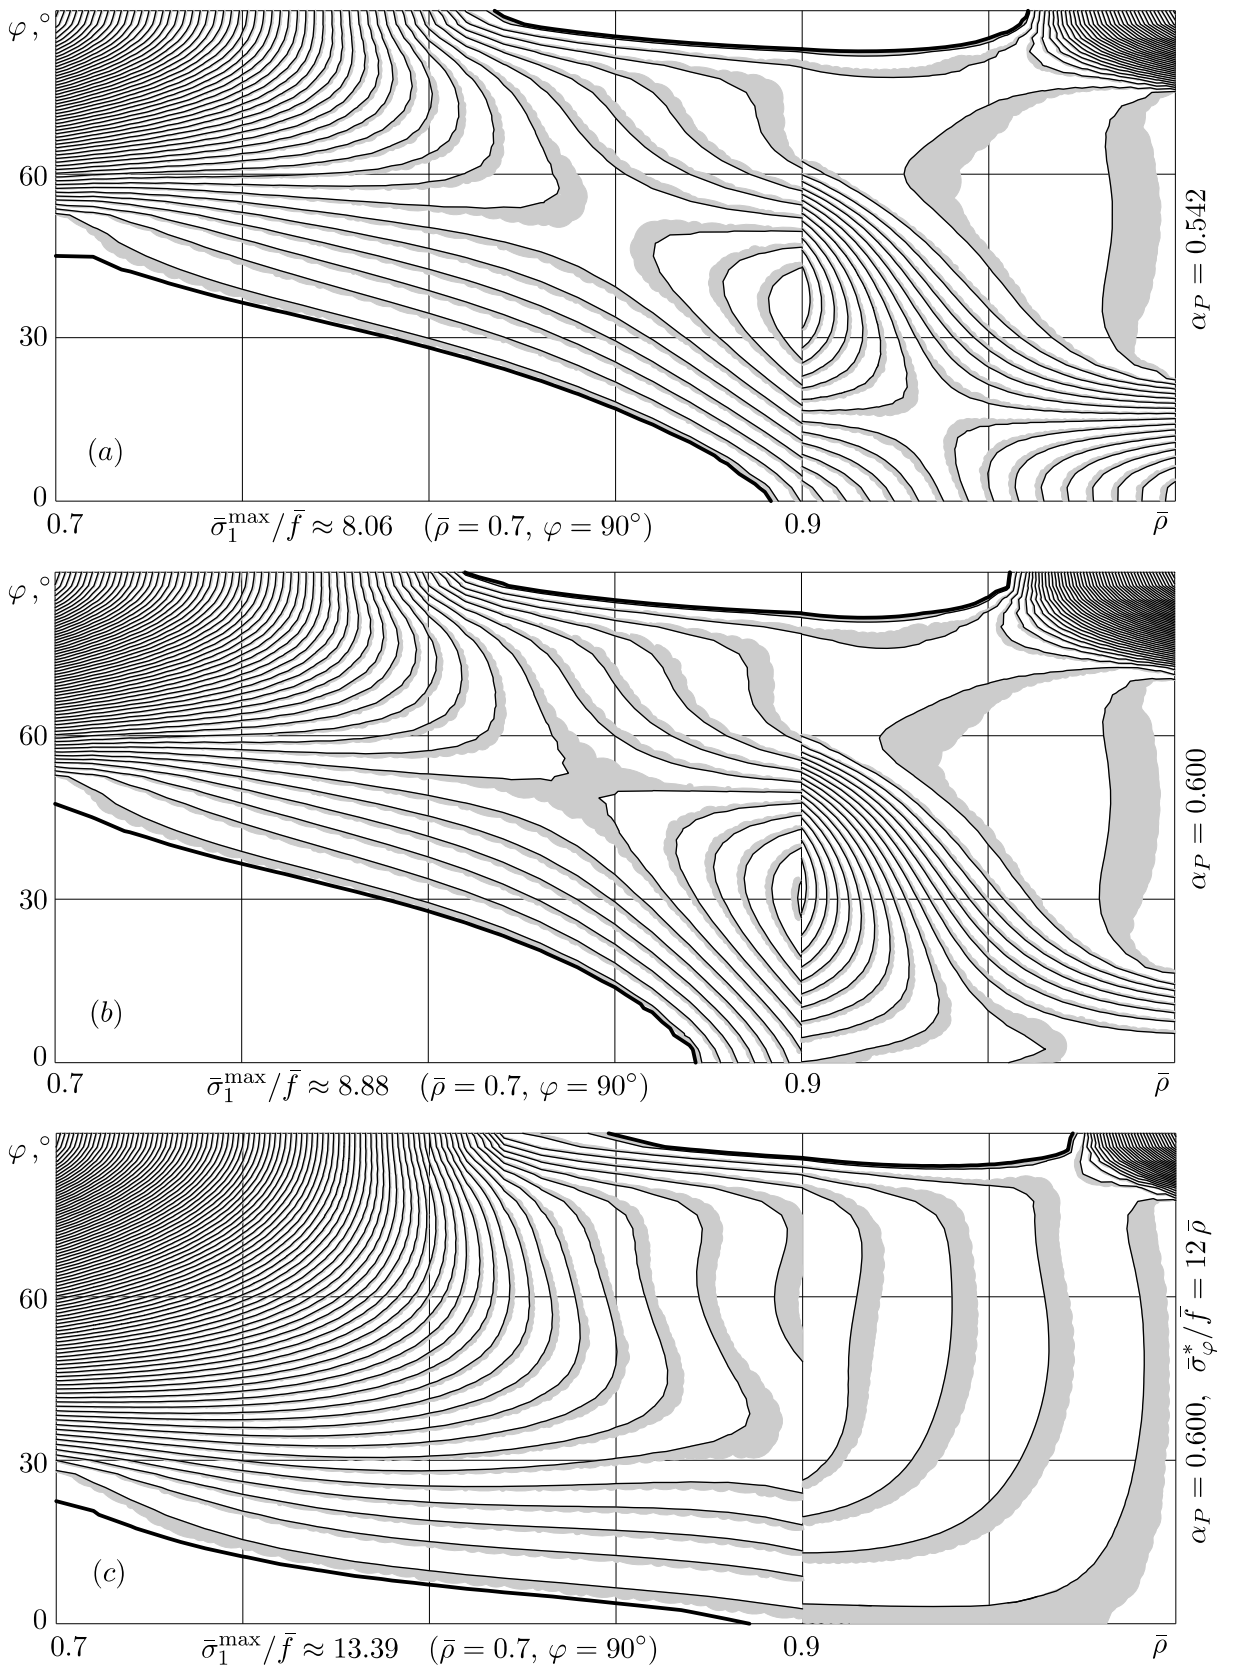 φ,°
60
30
0
(a)
α_P = 0.542
0.7
σ̄₁^max/f̄ ≈ 8.06 (ρ̄ = 0.7, φ = 90°)
0.9
ρ̄
φ,°
60
30
0
(b)
α_P = 0.600
0.7
σ̄₁^max/f̄ ≈ 8.88 (ρ̄ = 0.7, φ = 90°)
0.9
ρ̄
φ,°
60
30
0
(c)
α_P = 0.600, σ̄*_φ/f̄ = 12 ρ̄
0.7
σ̄₁^max/f̄ ≈ 13.39 (ρ̄ = 0.7, φ = 90°)
0.9
ρ̄